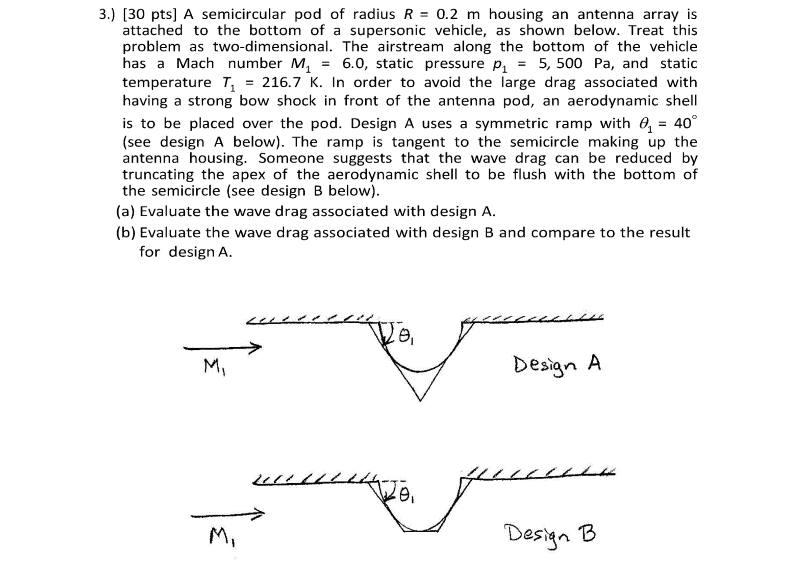 3.) [30 pts] A semicircular pod of radius R = 0.2 m housing an antenna array is
attached to the bottom of a supersonic vehicle, as shown below. Treat this
problem as two-dimensional. The airstream along the bottom of the vehicle
has a Mach number M₁ = 6.0, static pressure p₁ = 5, 500 Pa, and static
temperature T₁ = 216.7 K. In order to avoid the large drag associated with
having a strong bow shock in front of the antenna pod, an aerodynamic shell
is to be placed over the pod. Design A uses a symmetric ramp with θ₁ = 40°
(see design A below). The ramp is tangent to the semicircle making up the
antenna housing. Someone suggests that the wave drag can be reduced by
truncating the apex of the aerodynamic shell to be flush with the bottom of
the semicircle (see design B below).
(a) Evaluate the wave drag associated with design A.
(b) Evaluate the wave drag associated with design B and compare to the result
for design A.
θ₁
M₁
Design A
θ₁
M₁
Design B